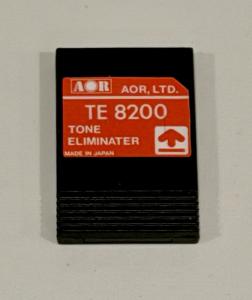 AOR AOR, LTD.
TE 8200
TONE
ELIMINATER
MADE IN JAPAN